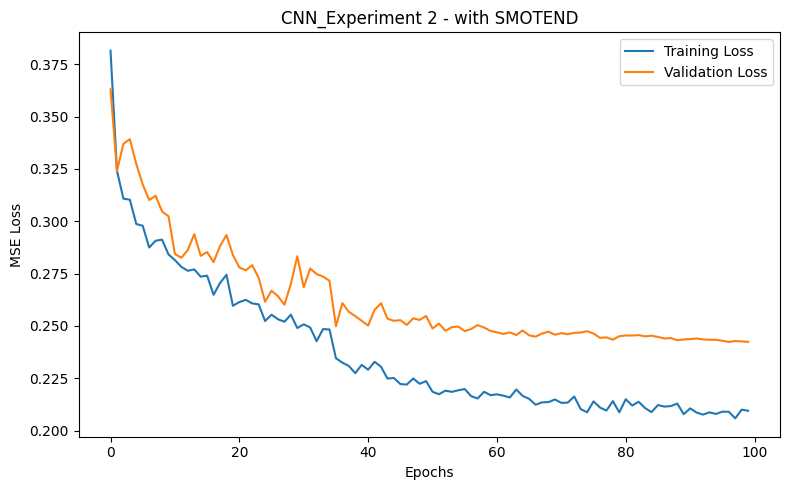 CNN_Experiment 2 - with SMOTEND
Training Loss
Validation Loss
MSE Loss
0.375
0.350
0.325
0.300
0.275
0.250
0.225
0.200
0 20 40 60 80 100
Epochs